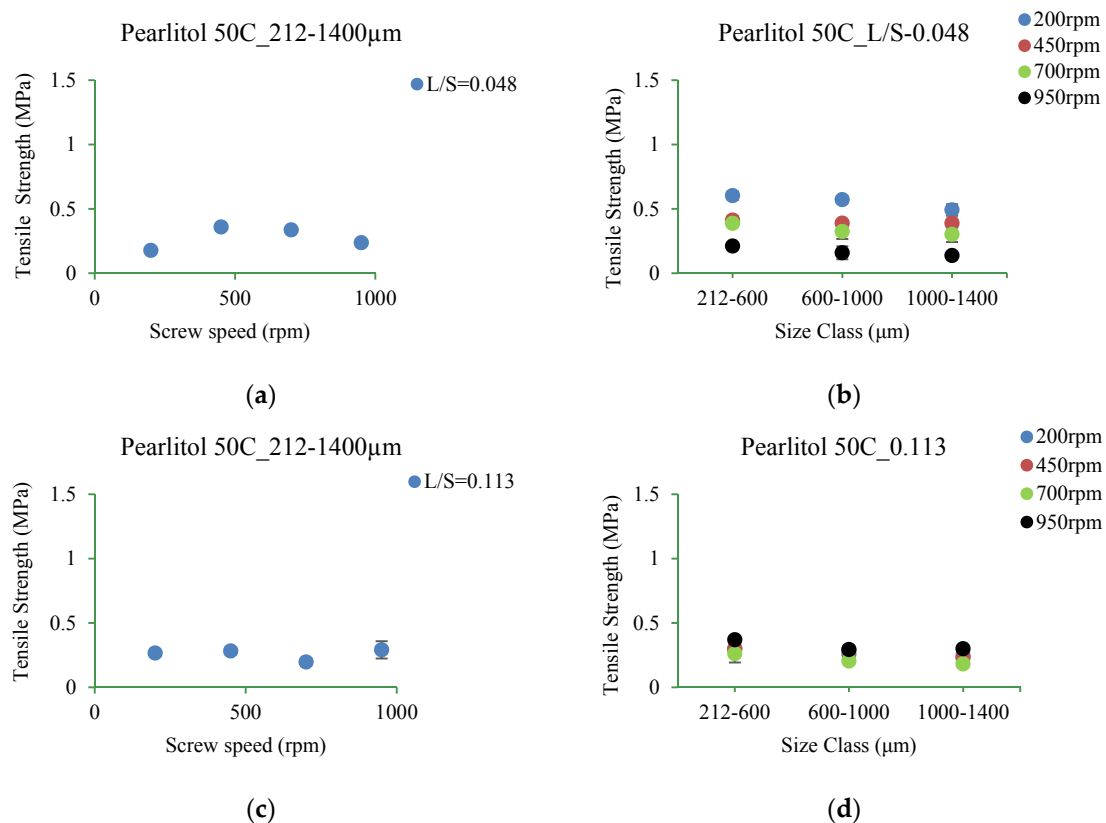 Pearlitol 50C_212-1400μm
L/S=0.048
Tensile Strength (MPa)
1.5
1
0.5
0
0 500 1000
Screw speed (rpm)
(a)
Pearlitol 50C_L/S-0.048
200rpm
450rpm
700rpm
950rpm
Tensile Strength (MPa)
1.5
1
0.5
0
212-600 600-1000 1000-1400
Size Class (μm)
(b)
Pearlitol 50C_212-1400μm
L/S=0.113
Tensile Strength (MPa)
1.5
1
0.5
0
0 500 1000
Screw speed (rpm)
(c)
Pearlitol 50C_0.113
200rpm
450rpm
700rpm
950rpm
Tensile Strength (MPa)
1.5
1
0.5
0
212-600 600-1000 1000-1400
Size Class (μm)
(d)